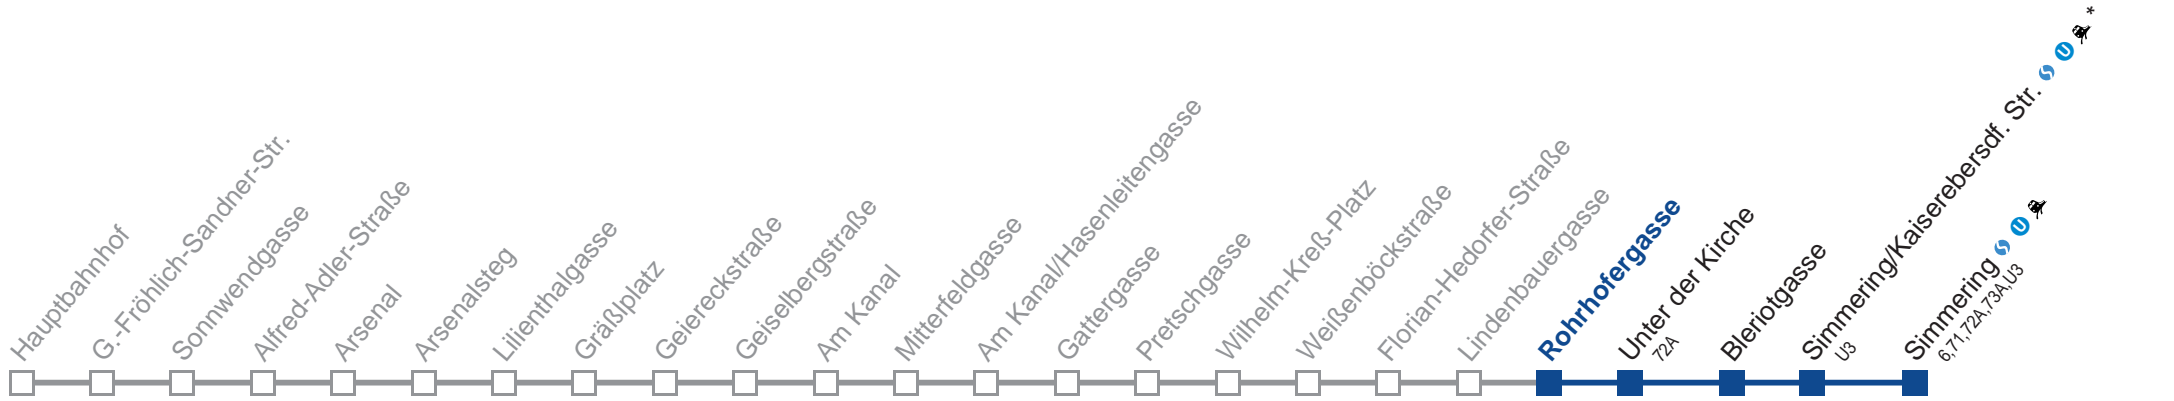 Hauptbahnhof
G.-Fröhlich-Sandner-Str.
Sonnwendgasse
Alfred-Adler-Straße
Arsenal
Arsenalsteg
Lilienthalgasse
Gräßlplatz
Geiereckstraße
Geiselbergstraße
Am Kanal
Mitterfeldgasse
Am Kanal/Hasenleitengasse
Gattergasse
Pretschgasse
Wilhelm-Kreß-Platz
Weißenböckstraße
Florian-Hedorfer-Straße
Lindenbauergasse
Rohrhofergasse
Unter der Kirche
72A
Bleriotgasse
Simmering/Kaiserebersdf. Str. S U *
U3
Simmering S U
6,71,72A,73A,U3